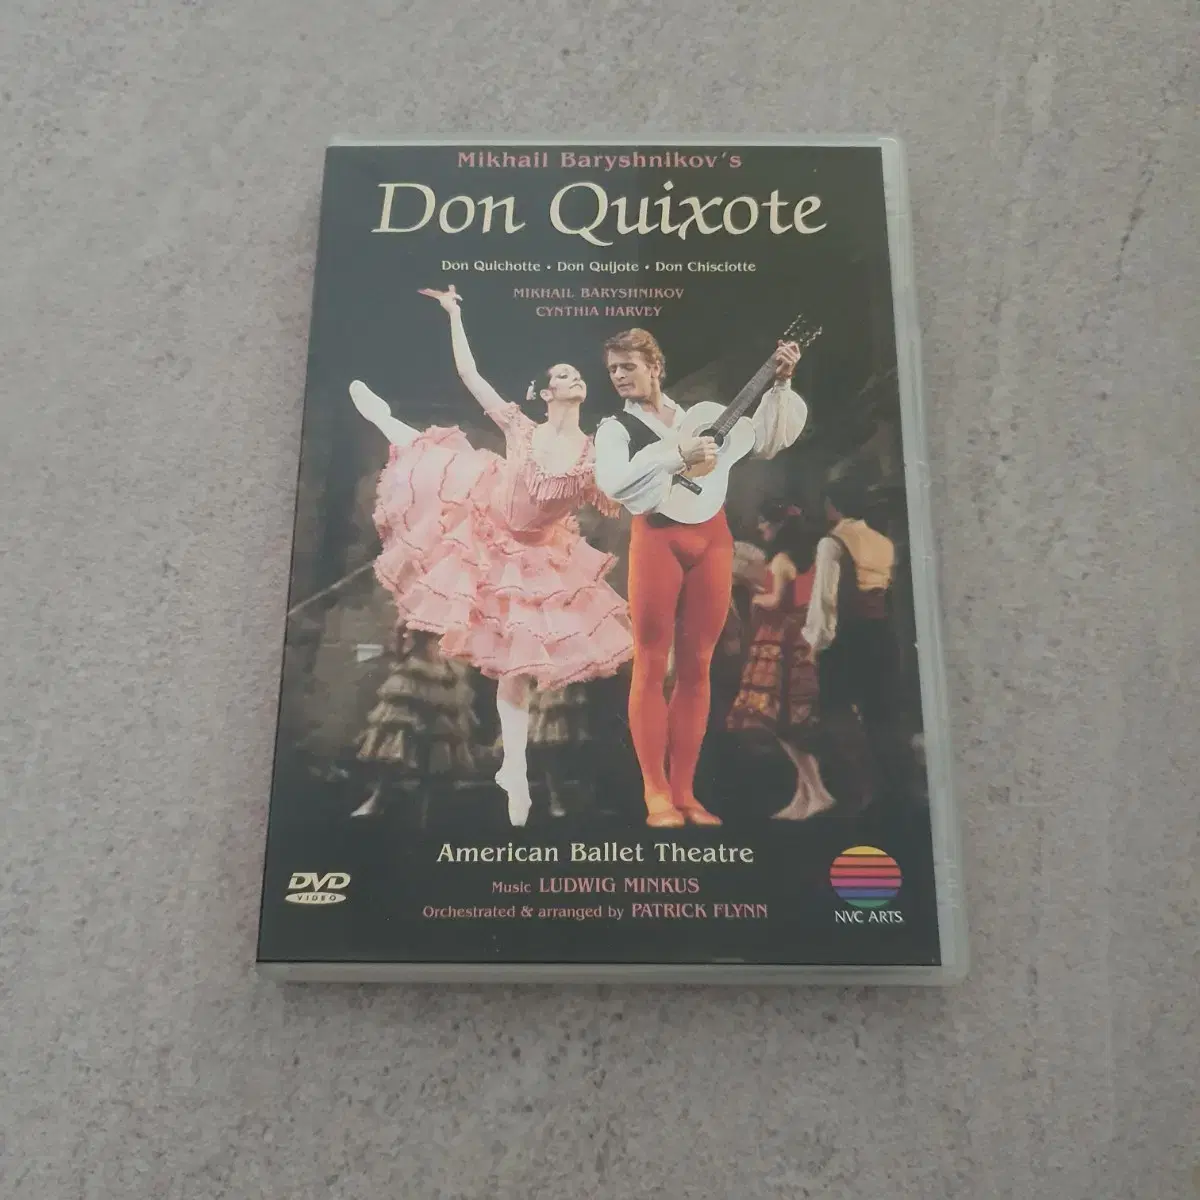 Mikhail Baryshnikov's
Don Quixote
Don Quichotte • Don Quijote • Don Chisciotte
MIKHAIL BARYSHNIKOV
CYNTHIA HARVEY
American Ballet Theatre
Music LUDWIG MINKUS
Orchestrated & arranged by PATRICK FLYNN
DVD
VIDEO
NVC ARTS